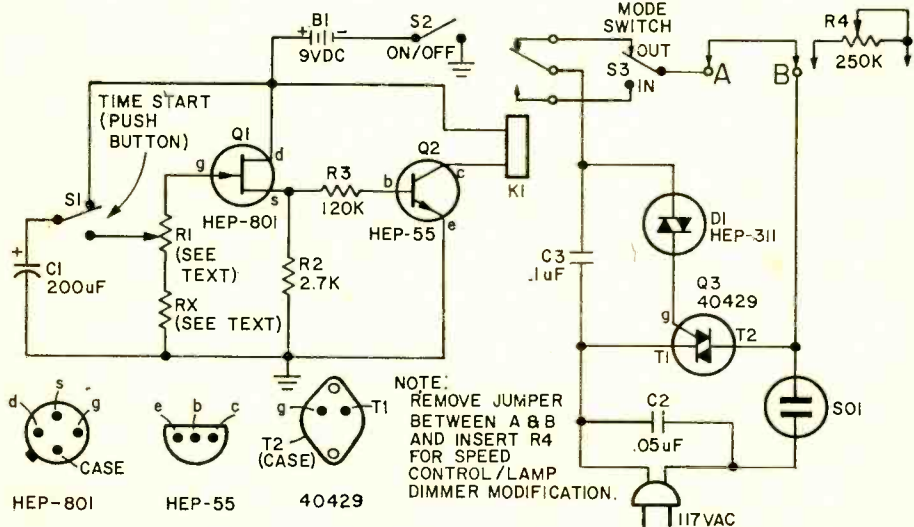 B1
+ -
9VDC
S2
ON/OFF
MODE
SWITCH
OUT
S3
IN
A
B
R4
250K
TIME START
(PUSH
BUTTON)
S1
Q1
g
d
s
HEP-801
R3
120K
Q2
b
c
e
HEP-55
K1
D1
HEP-311
C3
.1uF
Q3
40429
g
T1
T2
+
C1
200uF
R1
(SEE
TEXT)
RX
(SEE TEXT)
R2
2.7K
C2
.05uF
SO1
117VAC
s
d
g
CASE
HEP-801
e b c
HEP-55
g
T1
T2
(CASE)
40429
NOTE:
REMOVE JUMPER
BETWEEN A & B
AND INSERT R4
FOR SPEED
CONTROL/LAMP
DIMMER MODIFICATION.